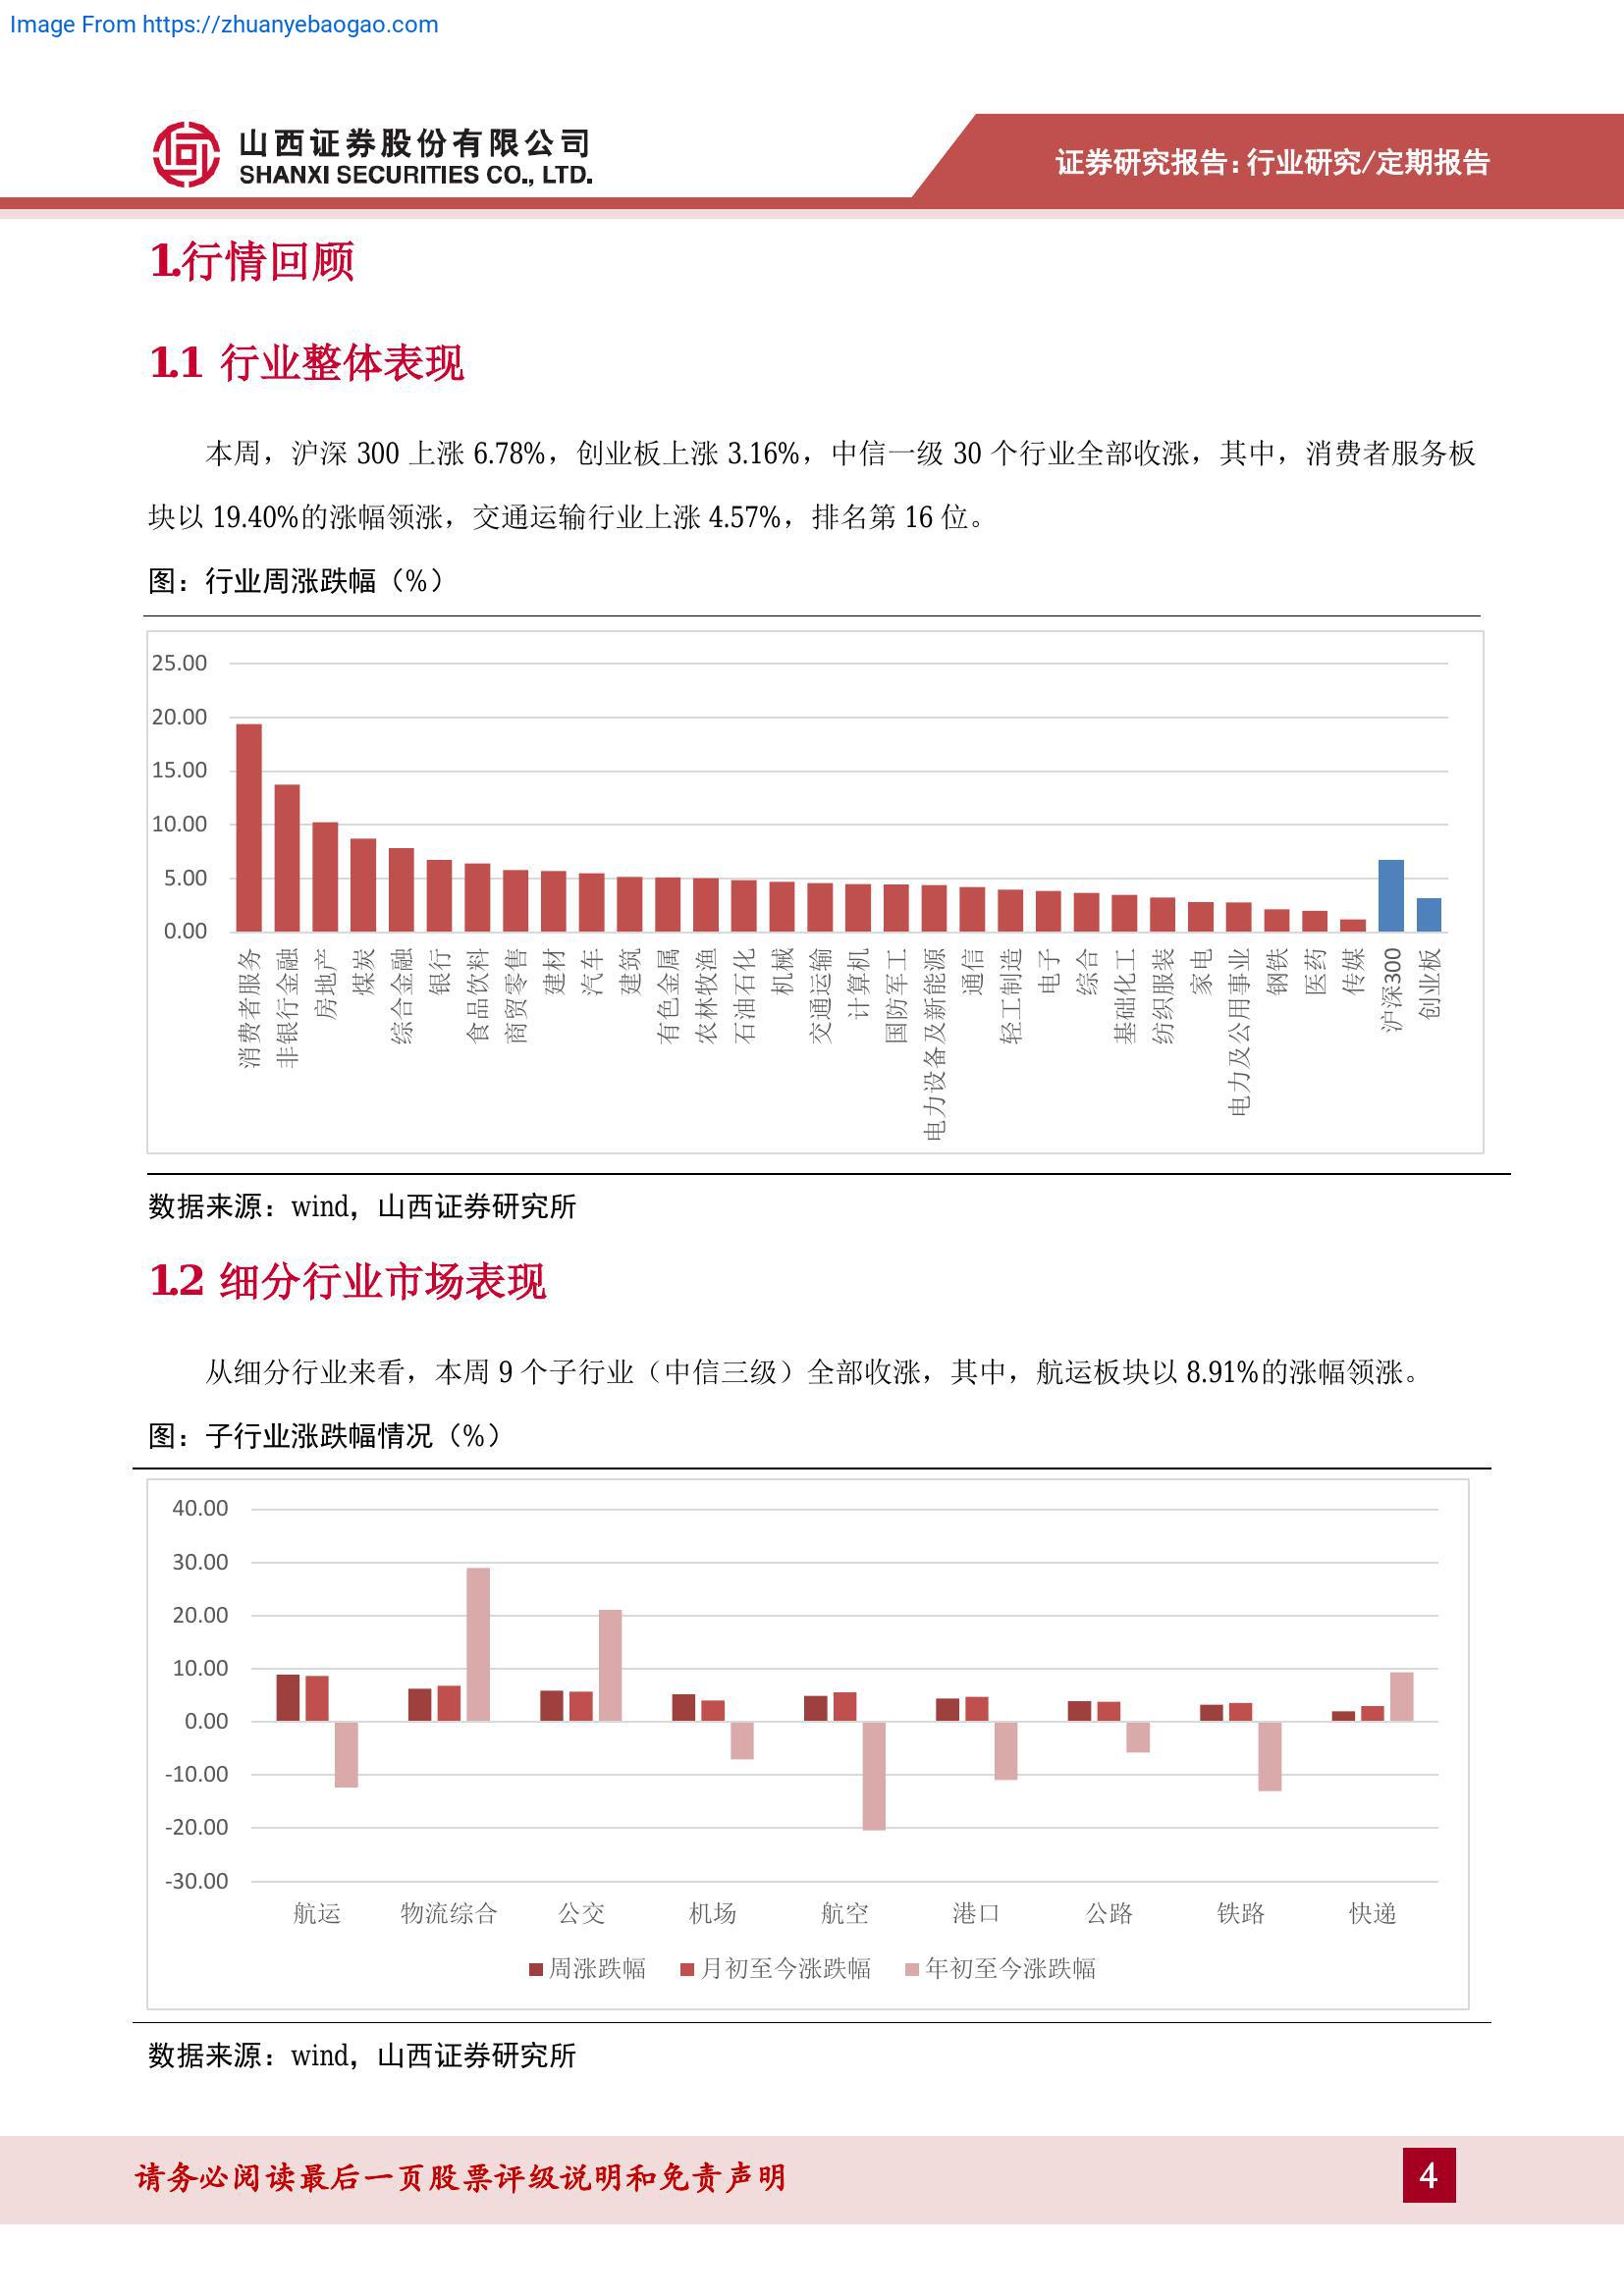 Image From https://zhuanyebaogao.com
山西证券股份有限公司
SHANXI SECURITIES CO., LTD.
证券研究报告：行业研究/定期报告
1.行情回顾
1.1 行业整体表现
本周，沪深 300 上涨 6.78%，创业板上涨 3.16%，中信一级 30 个行业全部收涨，其中，消费者服务板
块以 19.40%的涨幅领涨，交通运输行业上涨 4.57%，排名第 16 位。
图：行业周涨跌幅（%）
25.00
20.00
15.00
10.00
5.00
0.00
消费者服务
非银行金融
房地产
煤炭
综合金融
银行
食品饮料
商贸零售
建材
汽车
建筑
有色金属
农林牧渔
石油石化
机械
交通运输
计算机
国防军工
电力设备及新能源
通信
轻工制造
电子
综合
基础化工
纺织服装
家电
电力及公用事业
钢铁
医药
传媒
沪深300
创业板
数据来源：wind，山西证券研究所
1.2 细分行业市场表现
从细分行业来看，本周 9 个子行业（中信三级）全部收涨，其中，航运板块以 8.91%的涨幅领涨。
图：子行业涨跌幅情况（%）
40.00
30.00
20.00
10.00
0.00
-10.00
-20.00
-30.00
航运 物流综合 公交 机场 航空 港口 公路 铁路 快递
周涨跌幅 月初至今涨跌幅 年初至今涨跌幅
数据来源：wind，山西证券研究所
请务必阅读最后一页股票评级说明和免责声明
4